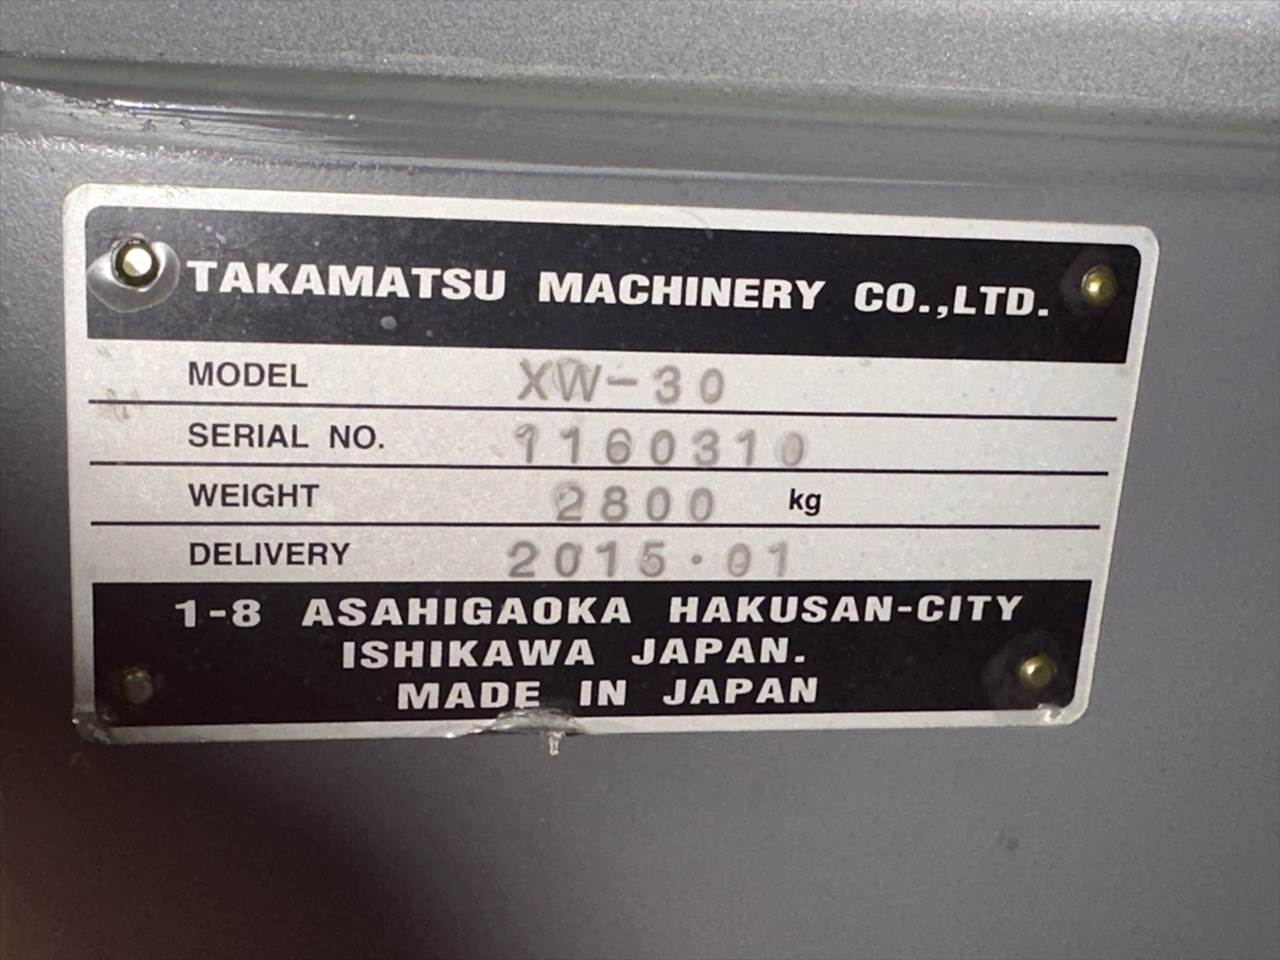 TAKAMATSU MACHINERY CO.,LTD.
MODEL XW-30
SERIAL NO. 1160310
WEIGHT 2800 kg
DELIVERY 2015.01
1-8 ASAHIGAOKA HAKUSAN-CITY
ISHIKAWA JAPAN.
MADE IN JAPAN